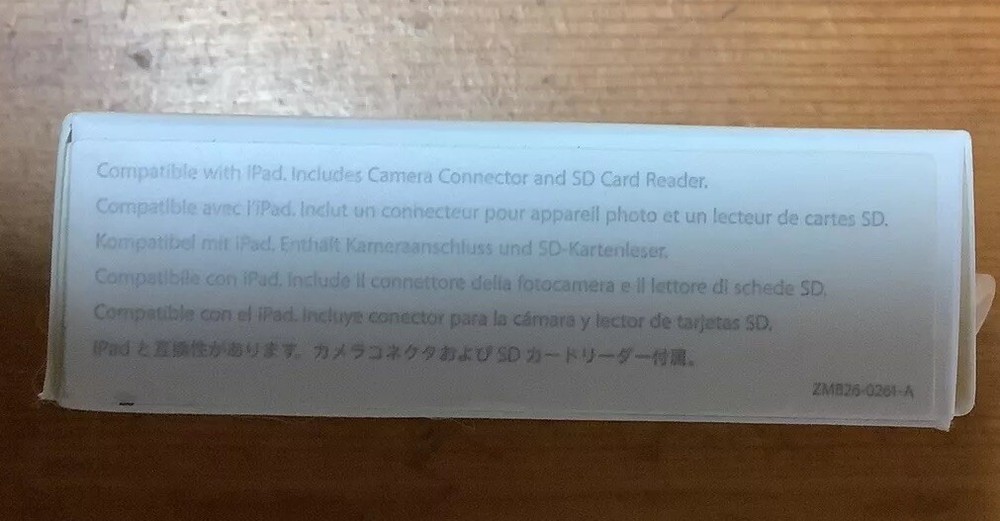 Compatible with iPad. Includes Camera Connector and SD Card Reader.
Compatible avec l'iPad. Inclut un connecteur pour appareil photo et un lecteur de cartes SD.
Kompatibel mit iPad. Enthält Kameraanschluss und SD-Kartenleser.
Compatibile con iPad. Include il connettore della fotocamera e il lettore di schede SD.
Compatible con el iPad. Incluye conector para la cámara y lector de tarjetas SD.
iPad と互換性があります。カメラコネクタおよび SD カードリーダー付属。
ZM826-0261-A